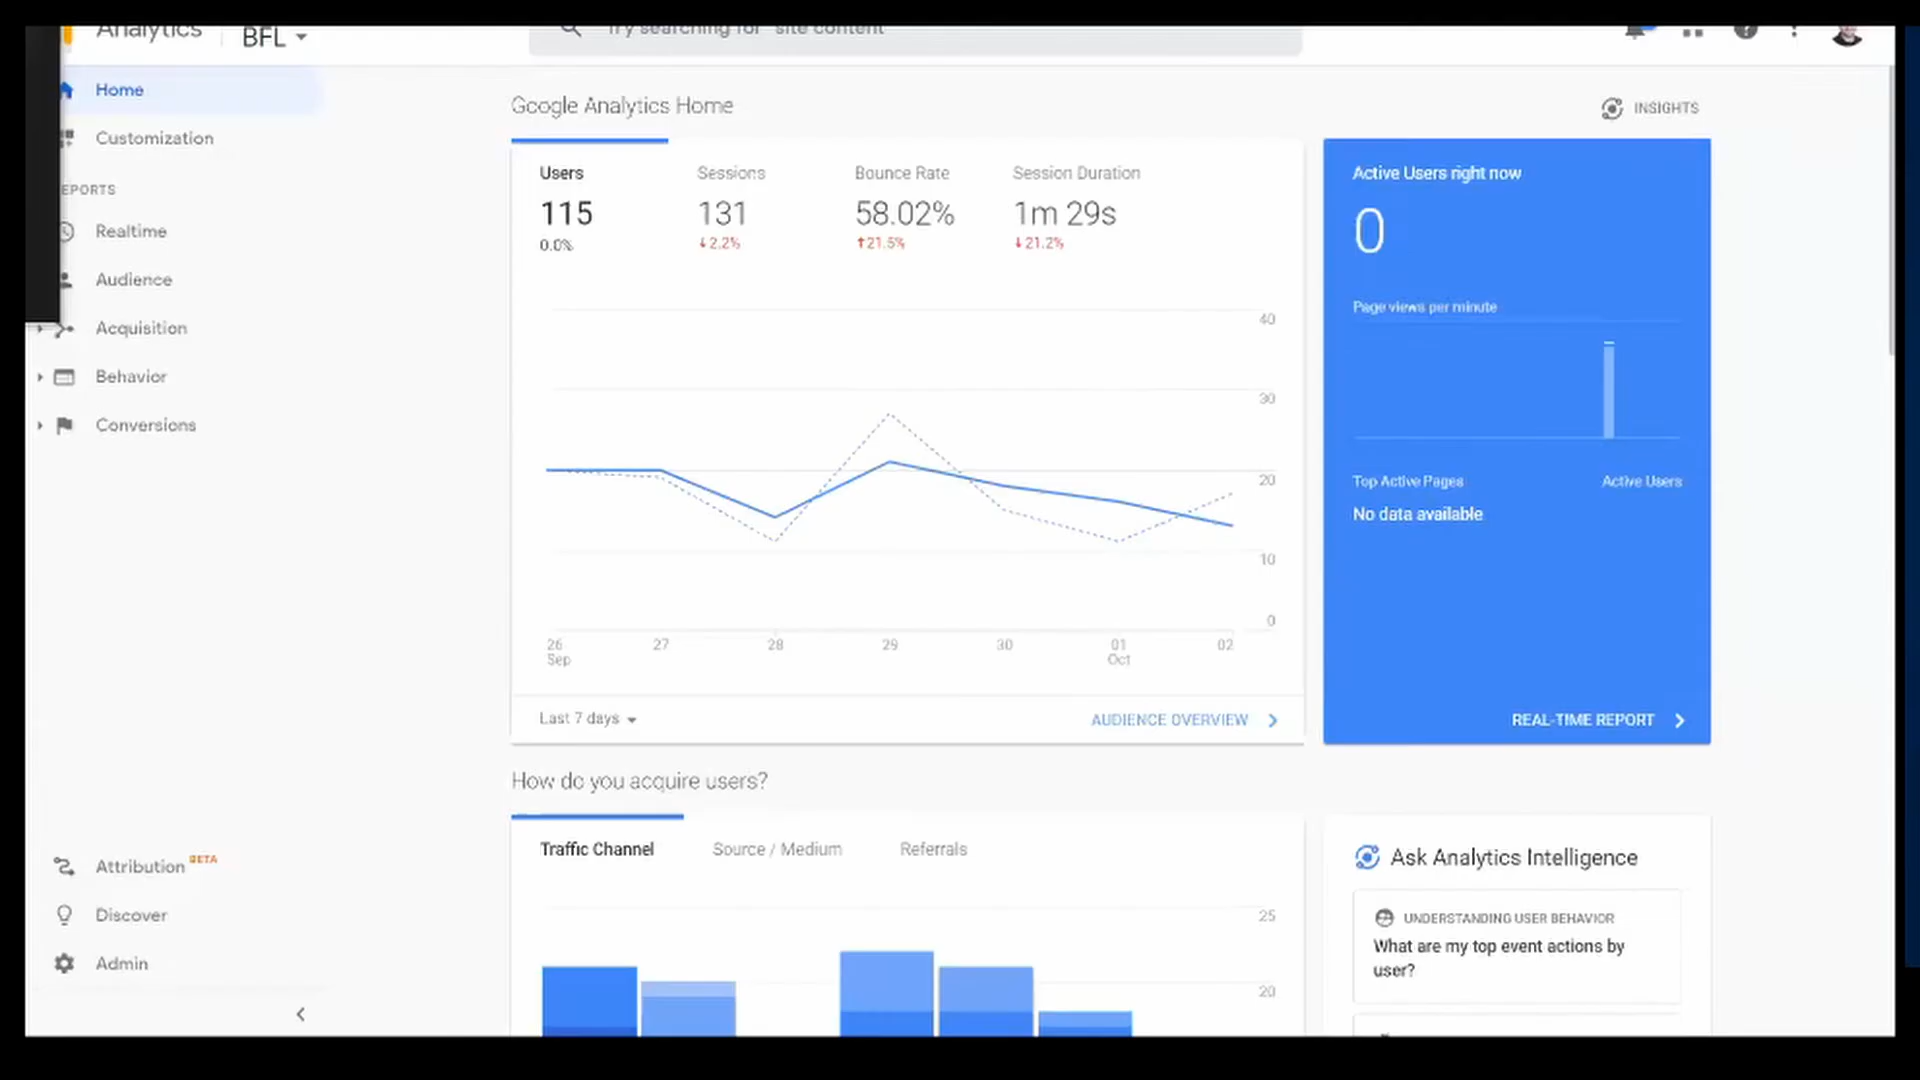 Analytics
BFL
Try searching for "site content"
Home
Customization
EPORTS
Realtime
Audience
Acquisition
Behavior
Conversions
Attribution BETA
Discover
Admin
Google Analytics Home
INSIGHTS
Users Sessions Bounce Rate Session Duration
115 131 58.02% 1m 29s
0.0% ↓2.2% ↑21.5% ↓21.2%
40
30
20
10
0
26 27 28 29 30 01 02
Sep Oct
Last 7 days
AUDIENCE OVERVIEW
Active Users right now
0
Page views per minute
Top Active Pages Active Users
No data available
REAL-TIME REPORT
How do you acquire users?
Traffic Channel Source / Medium Referrals
25
20
Ask Analytics Intelligence
UNDERSTANDING USER BEHAVIOR
What are my top event actions by
user?